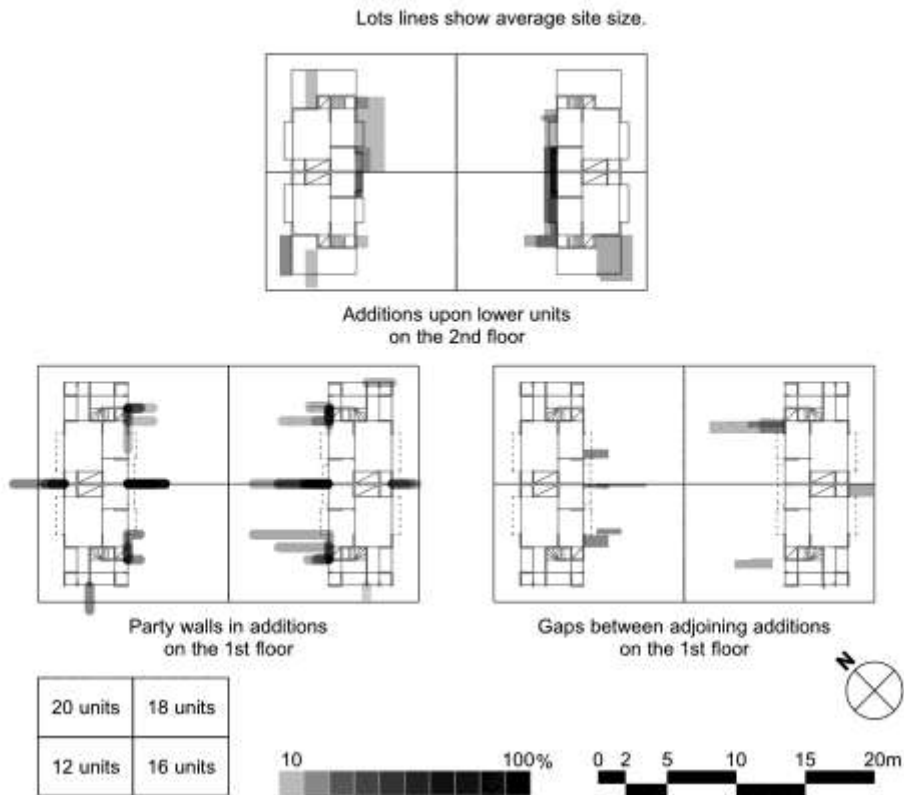 Lots lines show average site size.
Additions upon lower units
on the 2nd floor
Party walls in additions
on the 1st floor
Gaps between adjoining additions
on the 1st floor
N
20 units 18 units
12 units 16 units
10 100%
0 2 5 10 15 20m